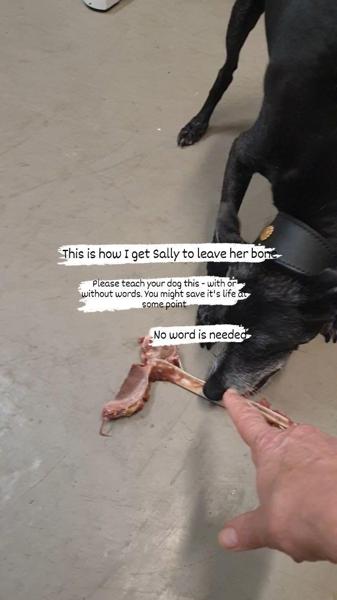 This is how I get Sally to leave her bone
Please teach your dog this - with or
without words. You might save it's life at
some point
No word is needed